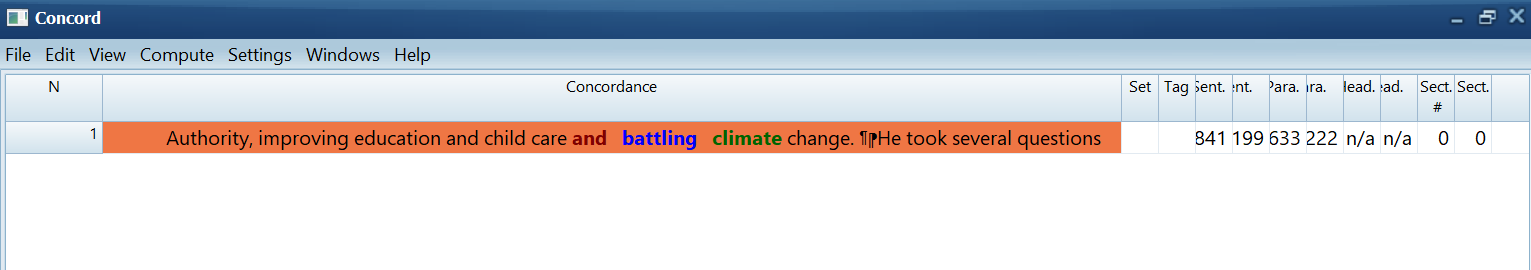 Concord
File Edit View Compute Settings Windows Help
N Concordance Set Tag Sent. ent. Para. ara. Head. ead. Sect. # Sect.
1 Authority, improving education and child care and battling climate change. ¶⁋He took several questions 841 199 633 222 n/a n/a 0 0